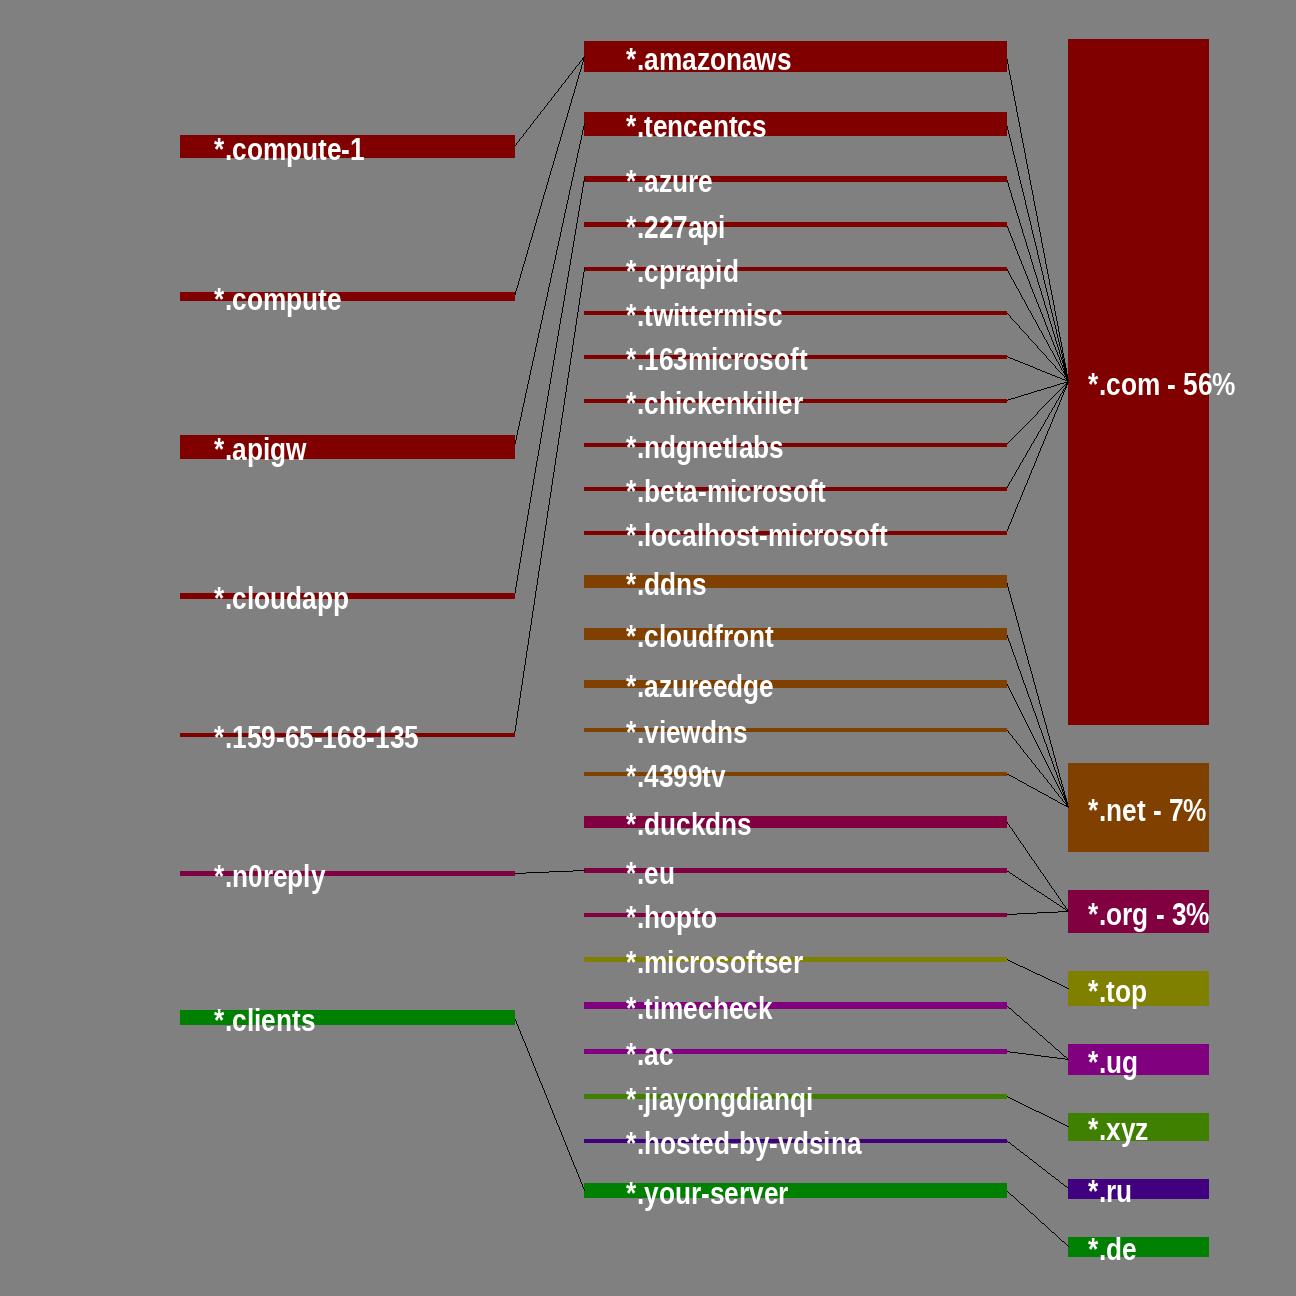 *.compute-1
*.compute
*.apigw
*.cloudapp
*.159-65-168-135
*.n0reply
*.clients
*.amazonaws
*.tencentcs
*.azure
*.227api
*.cprapid
*.twittermisc
*.163microsoft
*.chickenkiller
*.ndgnetlabs
*.beta-microsoft
*.localhost-microsoft
*.ddns
*.cloudfront
*.azureedge
*.viewdns
*.4399tv
*.duckdns
*.eu
*.hopto
*.microsoftser
*.timecheck
*.ac
*.jiayongdianqi
*.hosted-by-vdsina
*.your-server
*.com - 56%
*.net - 7%
*.org - 3%
*.top
*.ug
*.xyz
*.ru
*.de